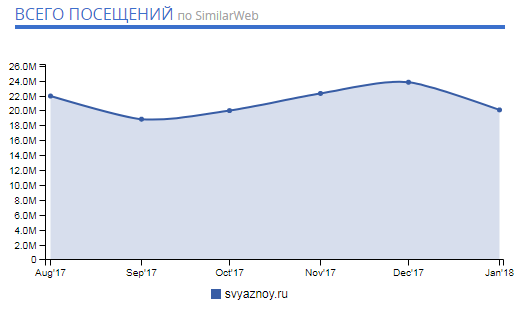 ВСЕГО ПОСЕЩЕНИЙ по SimilarWeb
26.0M
24.0M
22.0M
20.0M
18.0M
16.0M
14.0M
12.0M
10.0M
8.0M
6.0M
4.0M
2.0M
0
Aug'17 Sep'17 Oct'17 Nov'17 Dec'17 Jan'18
svyaznoy.ru